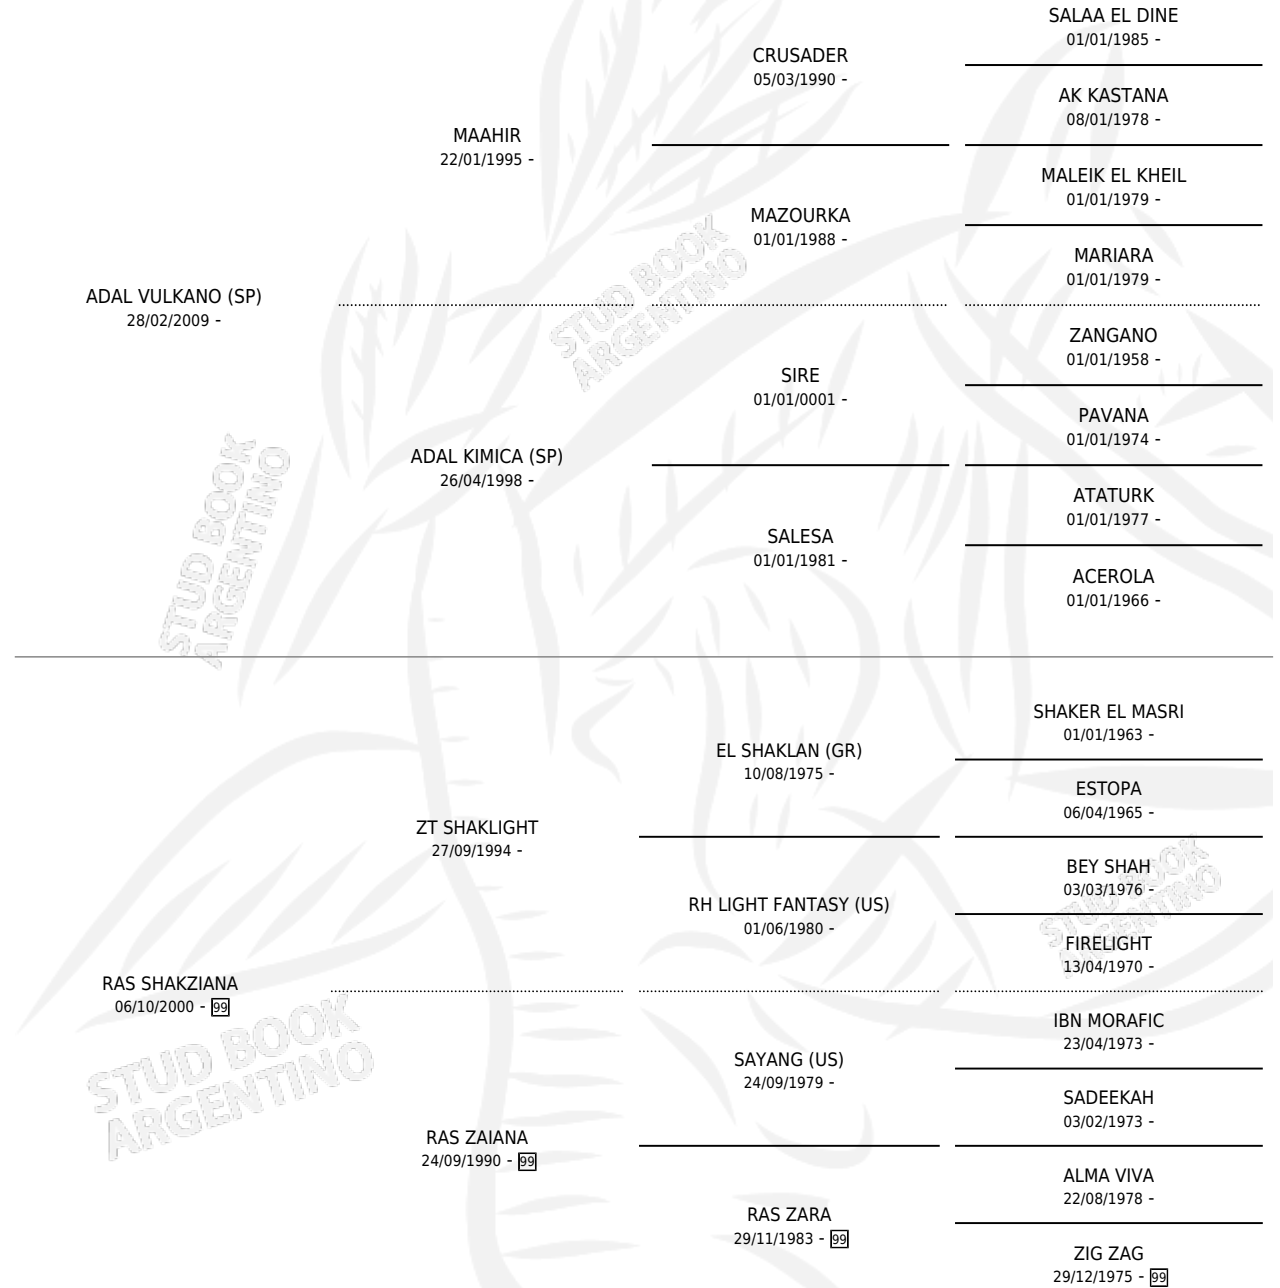 SALAA EL DINE
01/01/1985 -
CRUSADER
05/03/1990 -
AK KASTANA
08/01/1978 -
MAAHIR
22/01/1995 -
MALEIK EL KHEIL
01/01/1979 -
MAZOURKA
01/01/1988 -
MARIARA
01/01/1979 -
ADAL VULKANO (SP)
28/02/2009 -
ZANGANO
01/01/1958 -
SIRE
01/01/0001 -
PAVANA
01/01/1974 -
ADAL KIMICA (SP)
26/04/1998 -
ATATURK
01/01/1977 -
SALESA
01/01/1981 -
ACEROLA
01/01/1966 -
STUD BOOK
ARGENTINO
STUD BOOK
ARGENTINO
SHAKER EL MASRI
01/01/1963 -
EL SHAKLAN (GR)
10/08/1975 -
ESTOPA
06/04/1965 -
ZT SHAKLIGHT
27/09/1994 -
BEY SHAH
03/03/1976 -
RH LIGHT FANTASY (US)
01/06/1980 -
FIRELIGHT
13/04/1970 -
RAS SHAKZIANA
06/10/2000 - 99
IBN MORAFIC
23/04/1973 -
SAYANG (US)
24/09/1979 -
SADEEKAH
03/02/1973 -
RAS ZAIANA
24/09/1990 - 99
ALMA VIVA
22/08/1978 -
RAS ZARA
29/11/1983 - 99
ZIG ZAG
29/12/1975 - 99
STUD BOOK
ARGENTINO
STUD BOOK
ARGENTINO